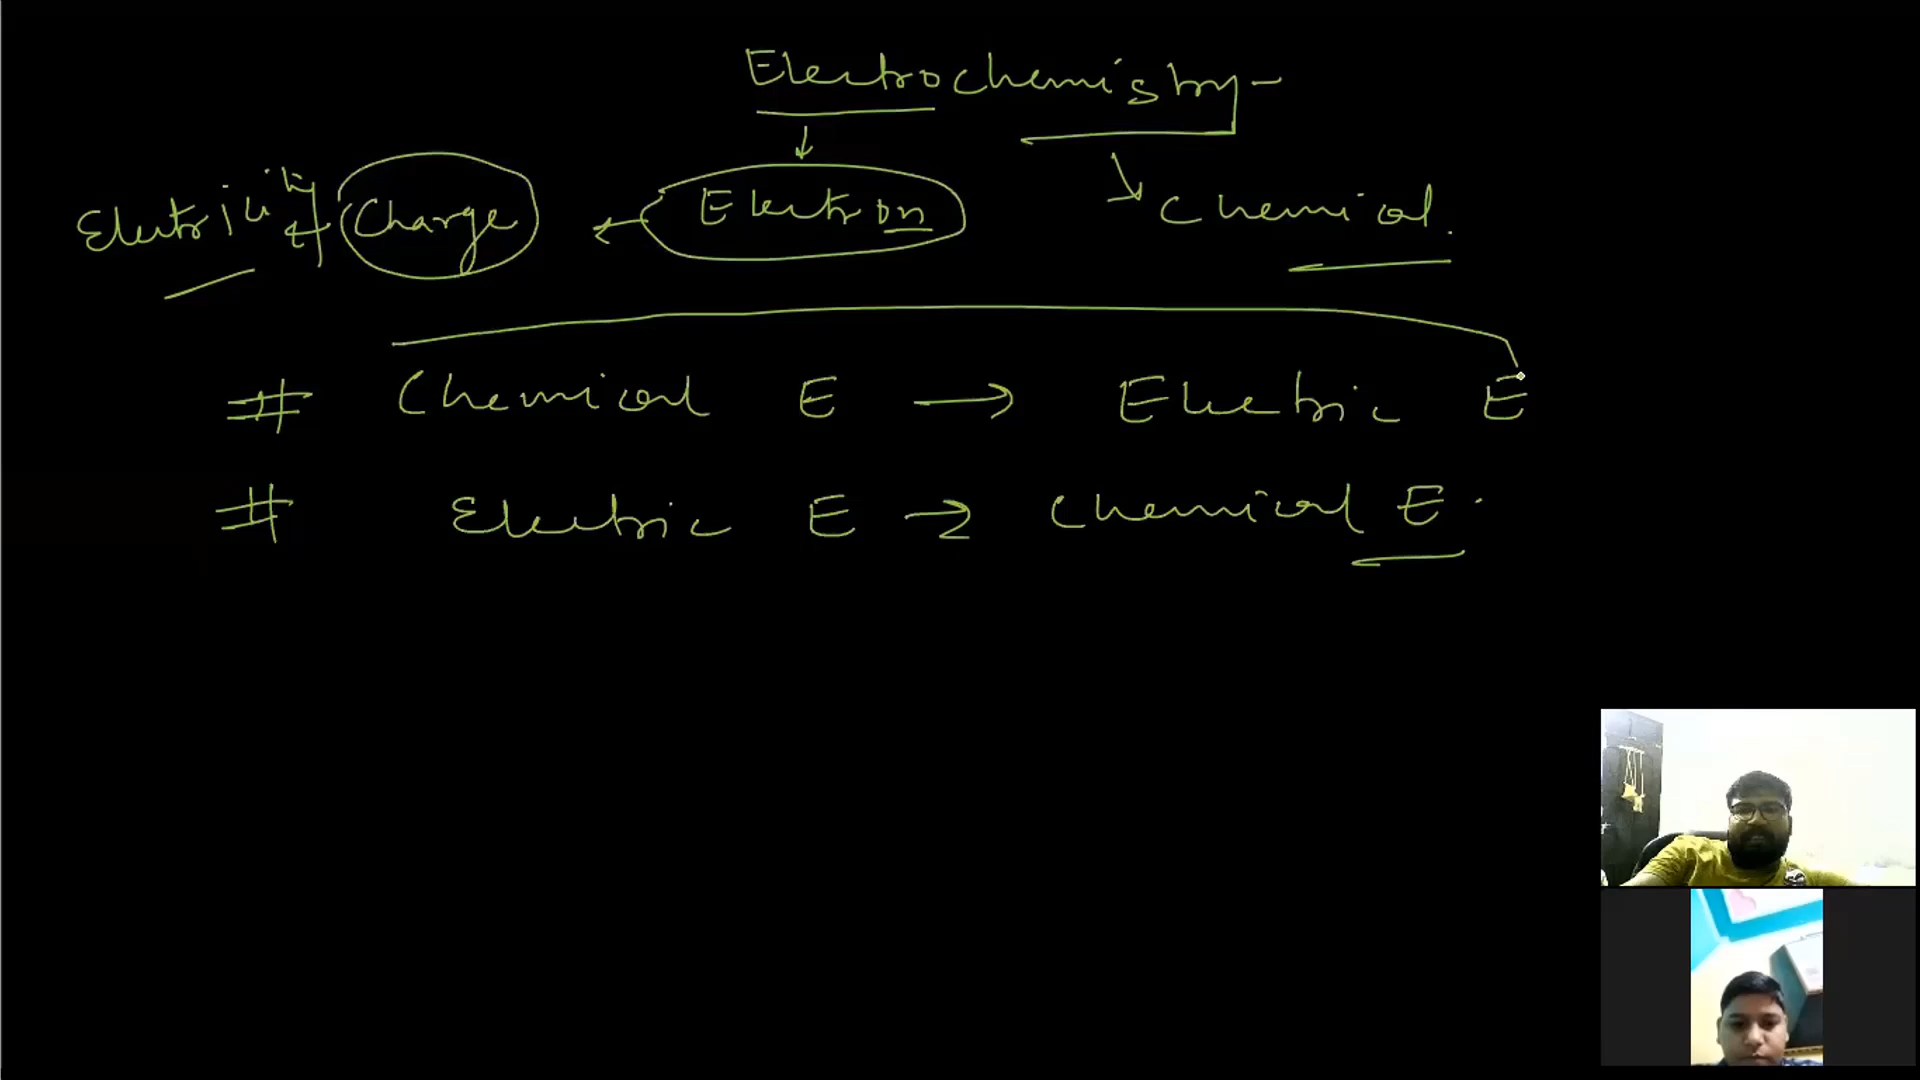 Electrochemistry-
↓
Electricity ← Charge ← Electron ↘ Chemical.
# Chemical E → Electric E
# Electric E → Chemical E.